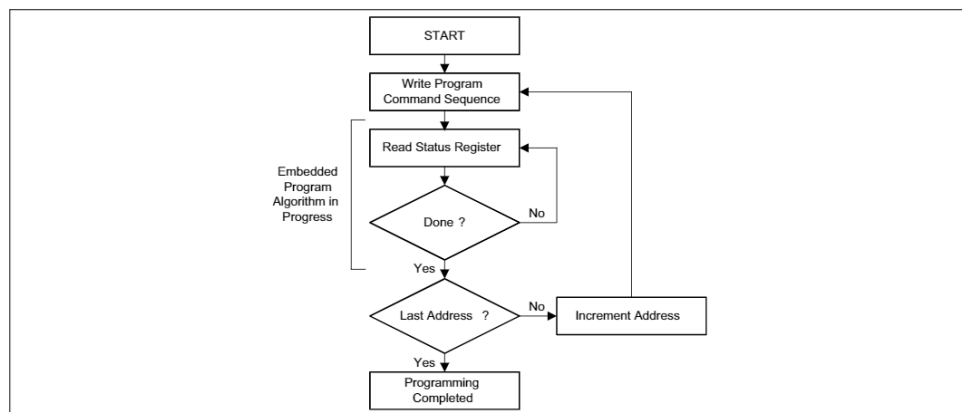 START
Write Program
Command Sequence
Read Status Register
Embedded
Program
Algorithm in
Progress
Done ?
No
Yes
Last Address ?
No
Increment Address
Yes
Programming
Completed